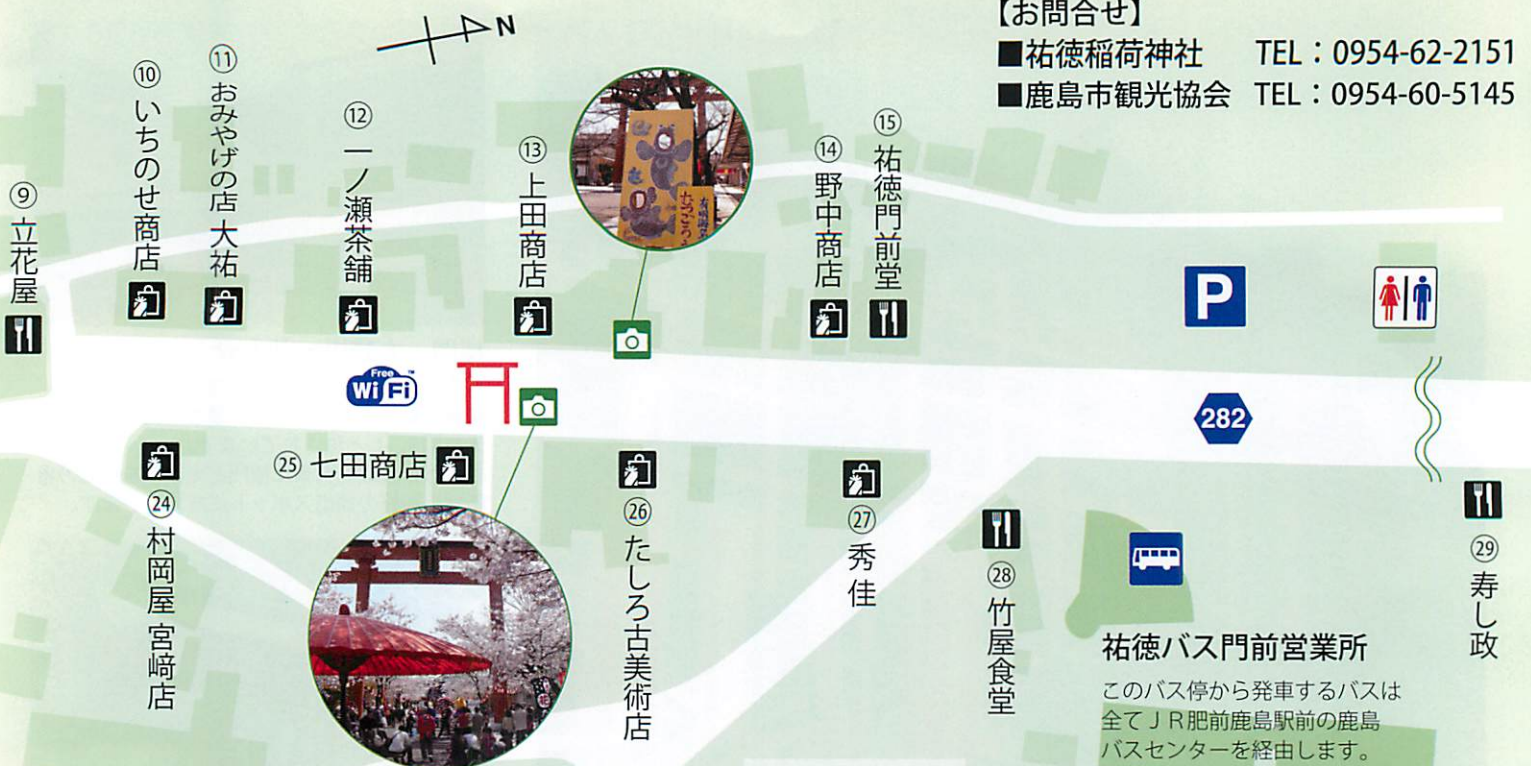 【お問合せ】
■祐徳稲荷神社 TEL：0954-62-2151
■鹿島市観光協会 TEL：0954-60-5145
N
⑨ 立花屋
⑩ いちのせ商店
⑪ おみやげの店 大祐
⑫ 一ノ瀬茶舗
⑬ 上田商店
⑭ 野中商店
⑮ 祐徳門前堂
P
Free
Wi Fi
282
㉔ 村岡屋 宮﨑店
㉕ 七田商店
㉖ たしろ古美術店
㉗ 秀佳
㉘ 竹屋食堂
㉙ 寿し政
祐徳バス門前営業所
このバス停から発車するバスは
全てＪＲ肥前鹿島駅前の鹿島
バスセンターを経由します。